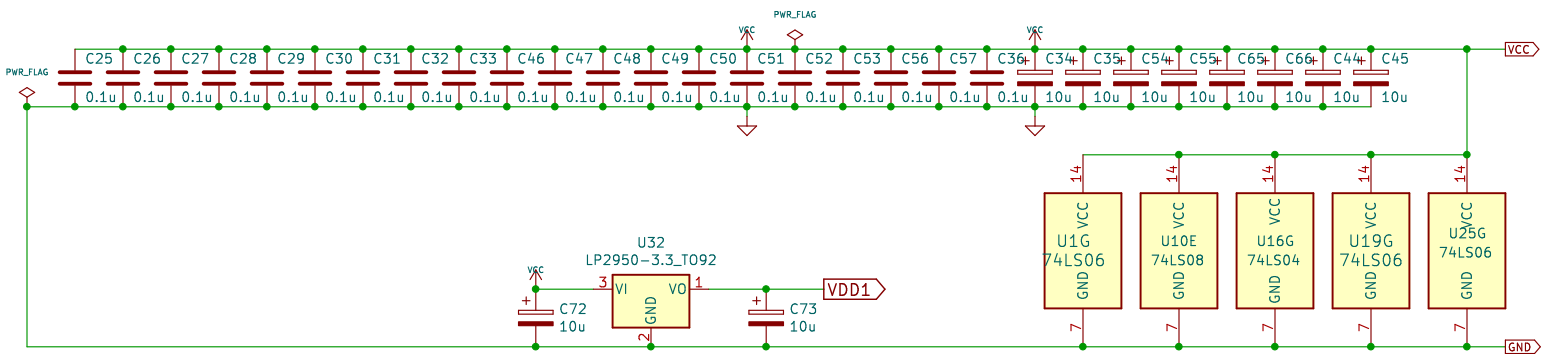 PWR_FLAG
VCC
VCC
PWR_FLAG
C25 C26 C27 C28 C29 C30 C31 C32 C33 C46 C47 C48 C49 C50 C51 C52 C53 C56 C57 C36 C34 C35 C54 C55 C65 C66 C44 C45
VCC
+ + + + + + + +
0.1u 0.1u 0.1u 0.1u 0.1u 0.1u 0.1u 0.1u 0.1u 0.1u 0.1u 0.1u 0.1u 0.1u 0.1u 0.1u 0.1u 0.1u 0.1u 0.1u 10u 10u 10u 10u 10u 10u 10u 10u
14 14 14 14 14
VCC VCC VCC VCC VCC
U1G U10E U16G U19G U25G
74LS06 74LS08 74LS04 74LS06 74LS06
GND GND GND GND GND
7 7 7 7 7
U32
LP2950-3.3_TO92
VCC
3 VI VO 1
GND
2
VDD1
+ C72
10u
+ C73
10u
GND